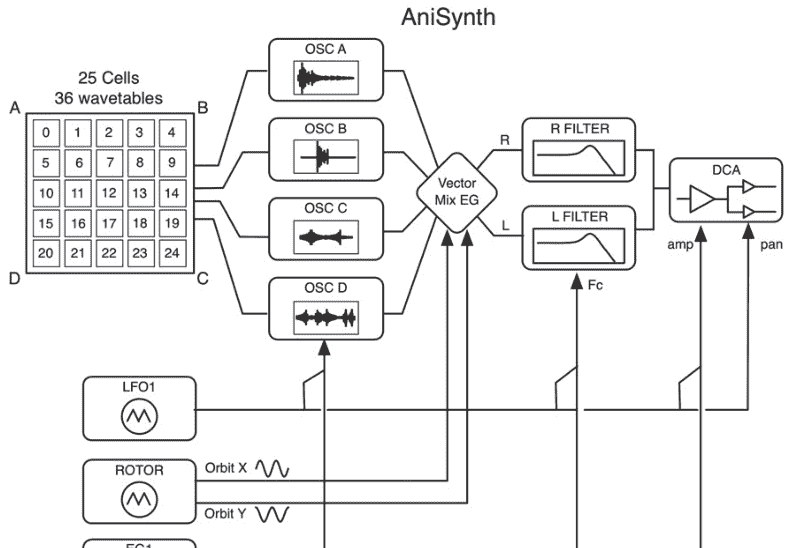 AniSynth
25 Cells
36 wavetables
A
B
0 1 2 3 4
5 6 7 8 9
10 11 12 13 14
15 16 17 18 19
20 21 22 23 24
D
C
OSC A
OSC B
OSC C
OSC D
Vector
Mix EG
R
L
R FILTER
L FILTER
DCA
amp
pan
Fc
LFO1
ROTOR
Orbit X
Orbit Y
EG1